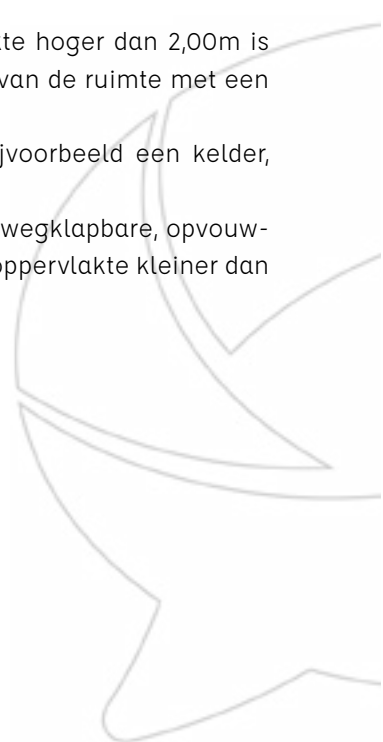 te hoger dan 2,00m is
van de ruimte met een
jvoorbeeld een kelder,
wegklapbare, opvouw-
oppervlakte kleiner dan